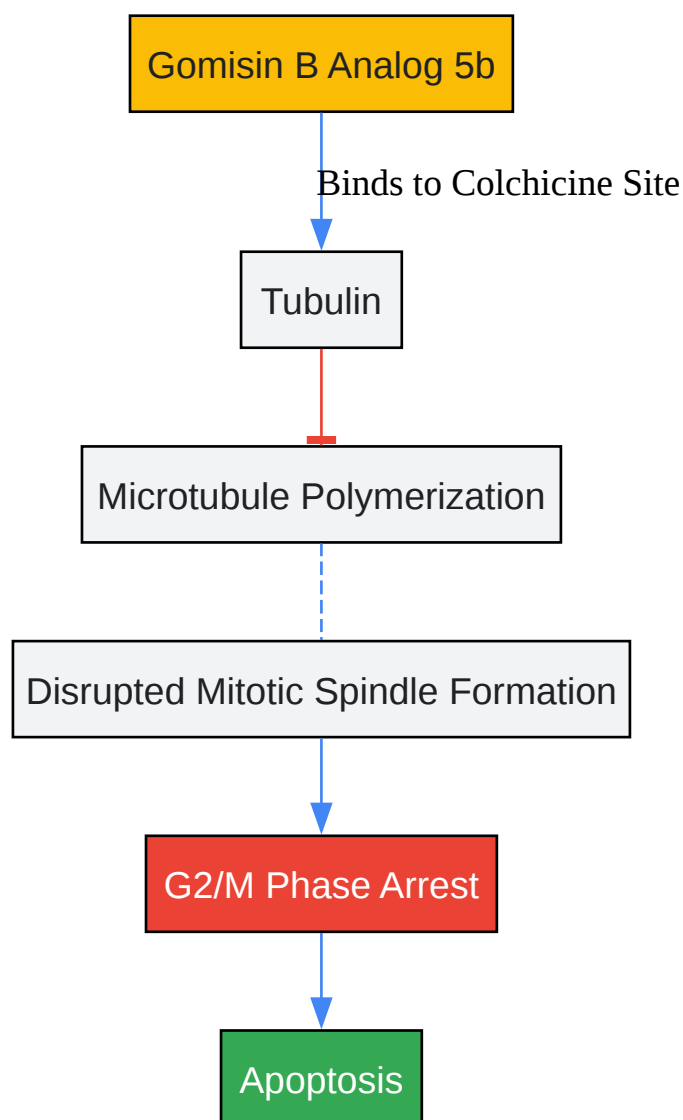 Gomisin B Analog 5b
Binds to Colchicine Site
Tubulin
Microtubule Polymerization
Disrupted Mitotic Spindle Formation
G2/M Phase Arrest
Apoptosis